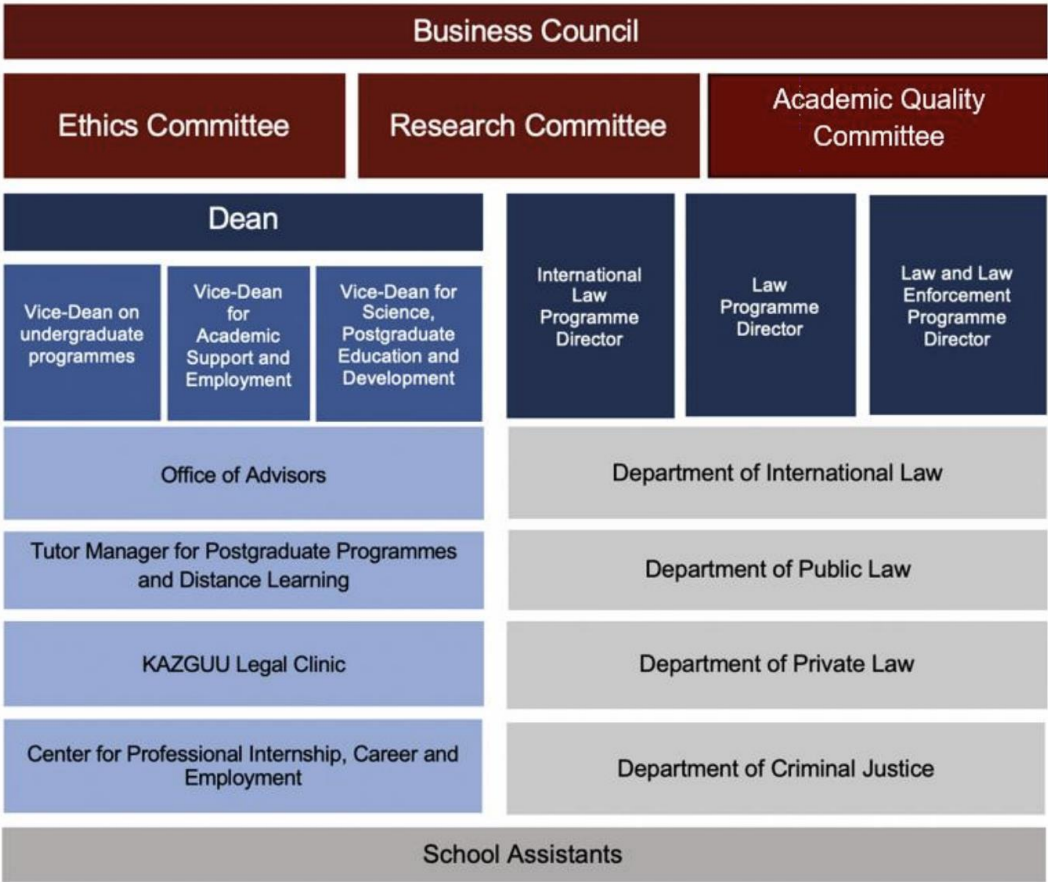 Business Council
Ethics Committee
Research Committee
Academic Quality
Committee
Dean
Vice-Dean on
undergraduate
programmes
Vice-Dean
for
Academic
Support and
Employment
Vice-Dean for
Science,
Postgraduate
Education and
Development
International
Law
Programme
Director
Law
Programme
Director
Law and Law
Enforcement
Programme
Director
Office of Advisors
Tutor Manager for Postgraduate Programmes
and Distance Learning
KAZGUU Legal Clinic
Center for Professional Internship, Career and
Employment
Department of International Law
Department of Public Law
Department of Private Law
Department of Criminal Justice
School Assistants